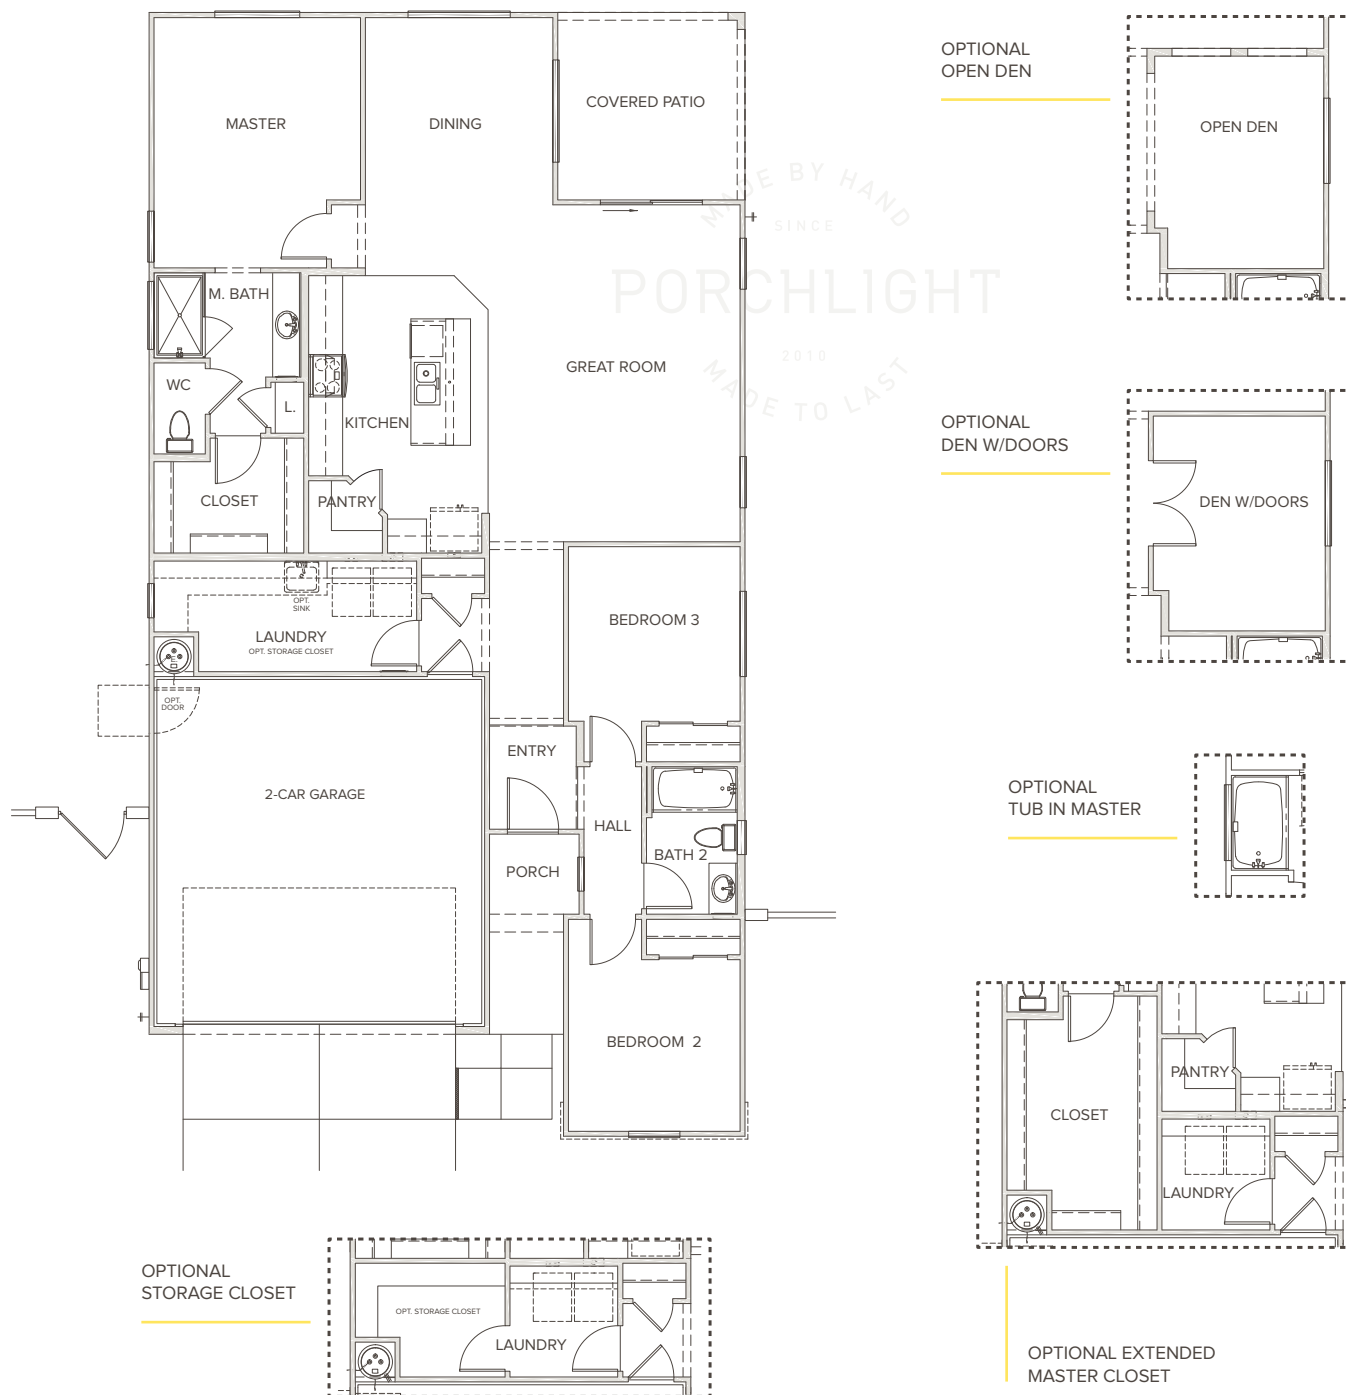 MASTER
DINING
COVERED PATIO
MADE BY HAND
SINCE
PORCHLIGHT
2010
MADE TO LAST
M. BATH
WC
L.
KITCHEN
GREAT ROOM
CLOSET
PANTRY
OPT.
SINK
LAUNDRY
OPT. STORAGE CLOSET
E
OPT.
DOOR
BEDROOM 3
ENTRY
2-CAR GARAGE
HALL
BATH 2
PORCH
BEDROOM 2
OPTIONAL
OPEN DEN
OPEN DEN
OPTIONAL
DEN W/DOORS
DEN W/DOORS
OPTIONAL
TUB IN MASTER
PANTRY
CLOSET
LAUNDRY
OPTIONAL EXTENDED
MASTER CLOSET
OPTIONAL
STORAGE CLOSET
OPT. STORAGE CLOSET
LAUNDRY